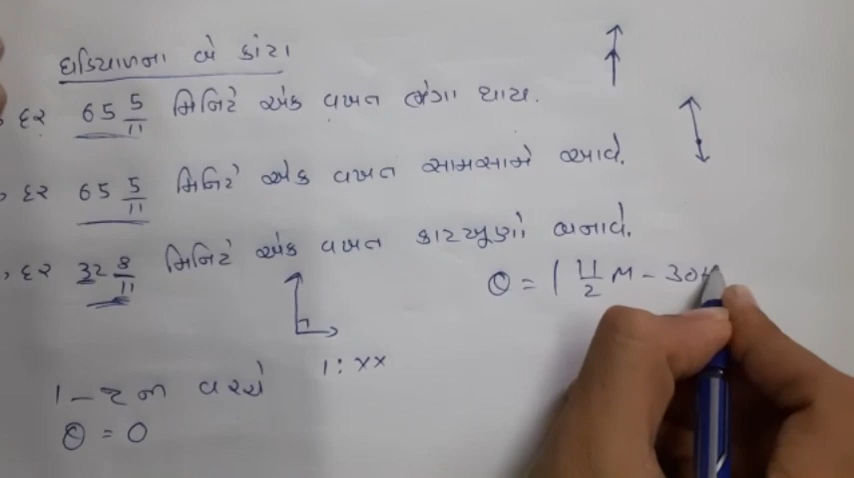 ઘડિયાળના બે કાંટા
દર 65 5/11 મિનિટે એક વખત ભેગા થાય.
દર 65 5/11 મિનિટે એક વખત સામસામે આવે.
દર 32 8/11 મિનિટે એક વખત કાટખૂણો બનાવે.
θ = | 11/2 M - 30H
1 : xx
1 - 2 ના વચ્ચે
θ = 0